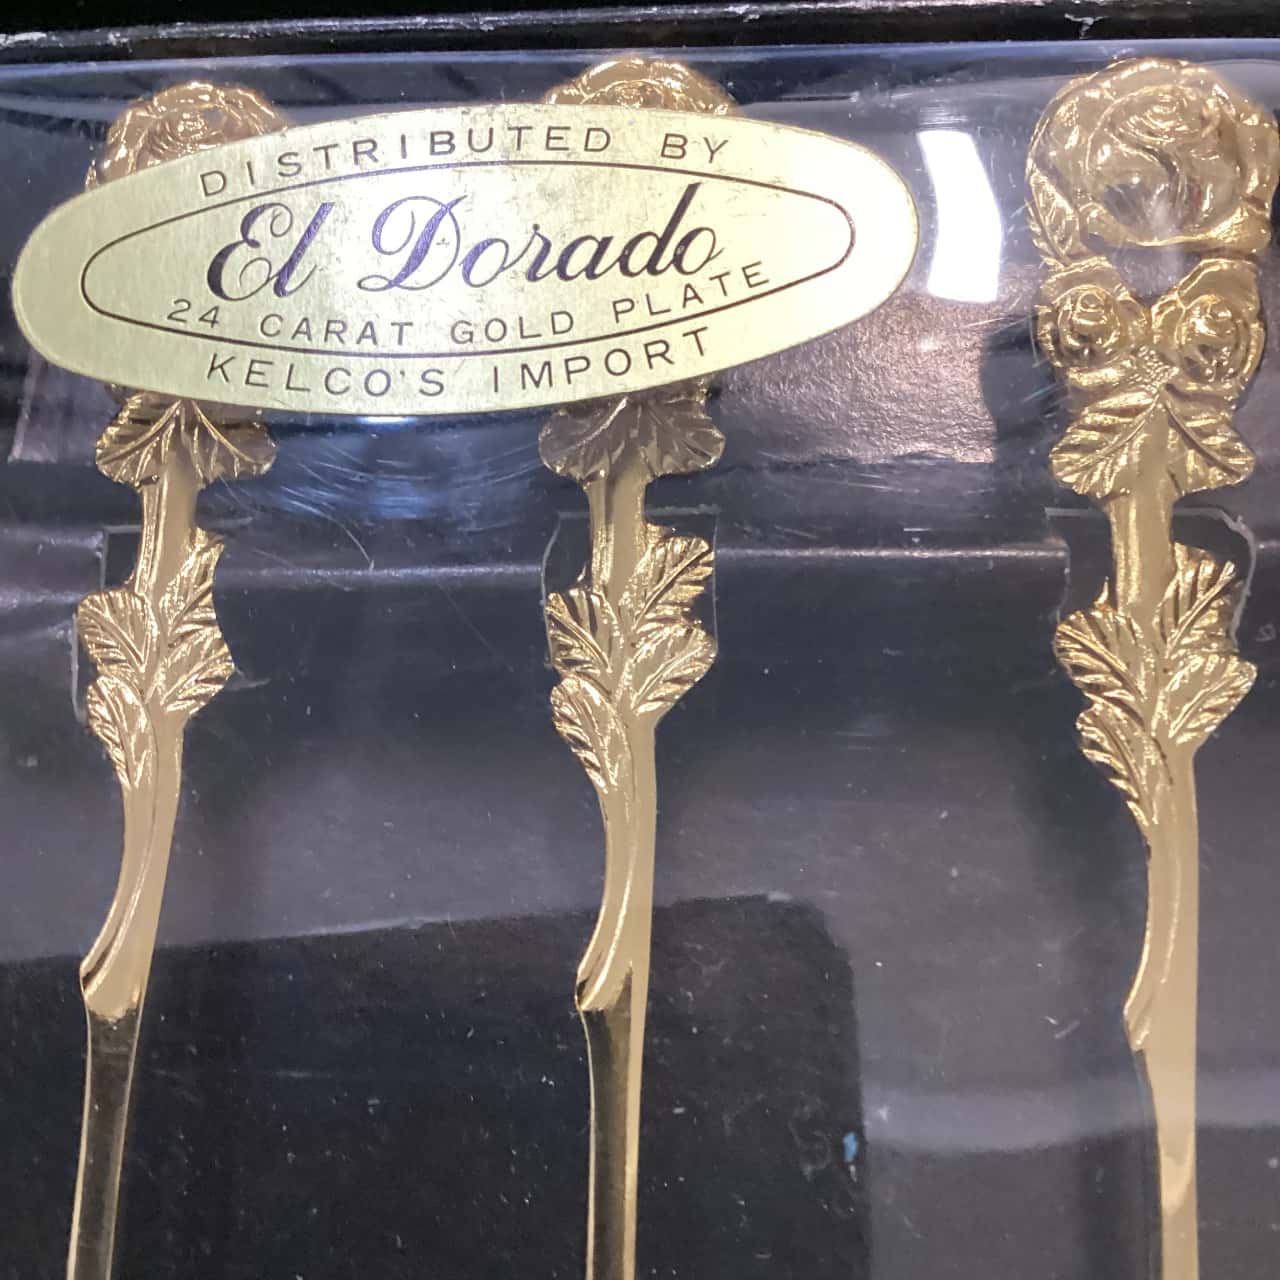 DISTRIBUTED BY
El Dorado
24 CARAT GOLD PLATE
KELCO'S IMPORT